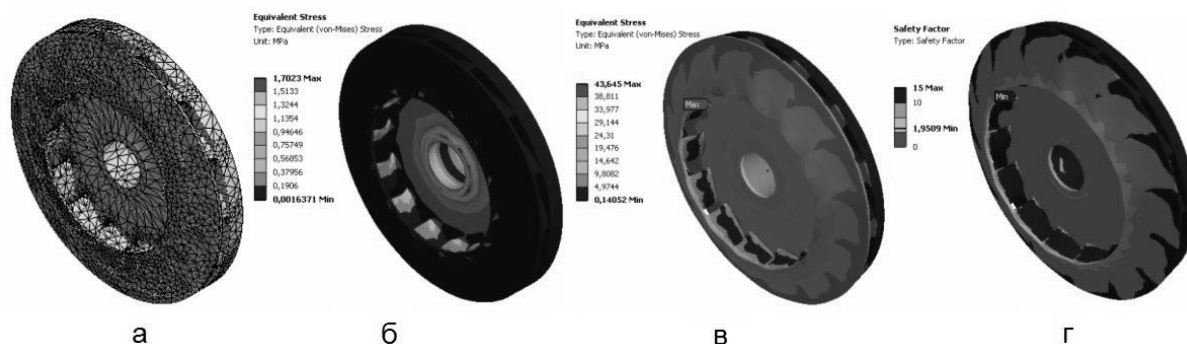 Equivalent Stress
Type: Equivalent (von-Mises) Stress
Unit: MPa
1,7023 Max
1,5133
1,3244
1,1354
0,94646
0,75749
0,56853
0,37956
0,1906
0,0016371 Min
Equivalent Stress
Type: Equivalent (von-Mises) Stress
Unit: MPa
43,645 Max
38,811
33,977
29,144
24,31
19,476
14,642
9,8082
4,9744
0,14052 Min
Max
Safety Factor
Type: Safety Factor
15 Max
10
1,9509 Min
0
Min
а б в г